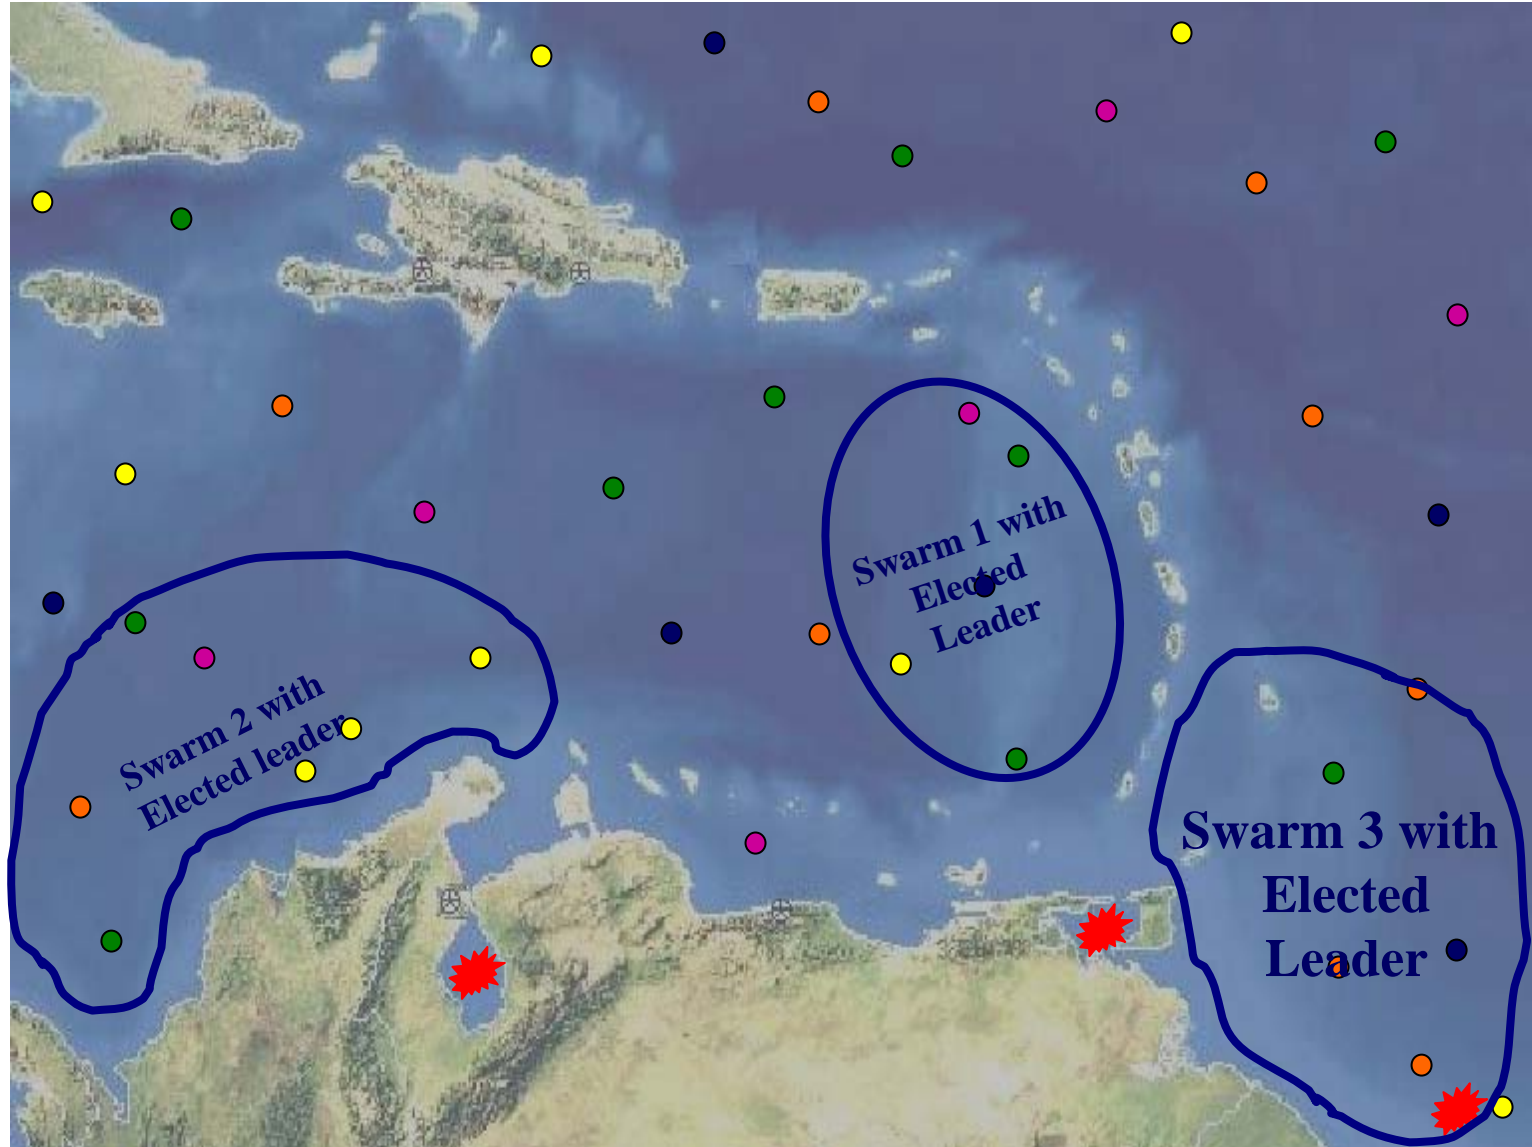 Swarm 1 with
Elected
Leader
Swarm 2 with
Elected leader
Swarm 3 with
Elected
Leader